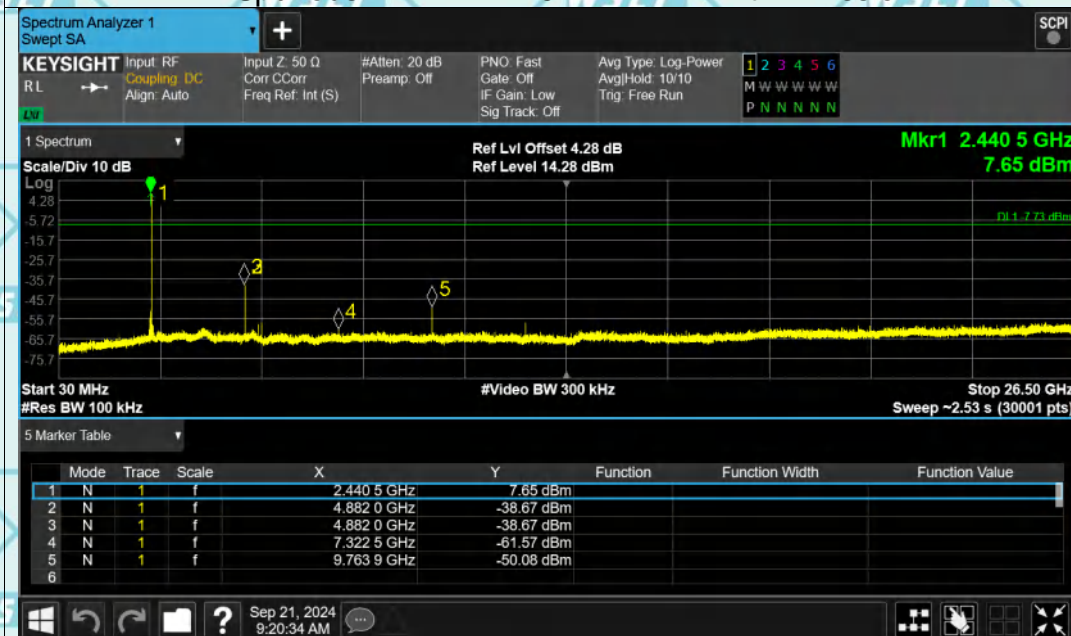 Spectrum Analyzer 1
Swept SA
+
SCPI
KEYSIGHT
RL
LNI
Input: RF
Coupling: DC
Align: Auto
Input Z: 50 Ω
Corr CCorr
Freq Ref: Int (S)
#Atten: 20 dB
Preamp: Off
PNO: Fast
Gate: Off
IF Gain: Low
Sig Track: Off
Avg Type: Log-Power
Avg|Hold: 10/10
Trig: Free Run
1 2 3 4 5 6
M W W W W W
P N N N N N
1 Spectrum
Scale/Div 10 dB
Ref Lvl Offset 4.28 dB
Ref Level 14.28 dBm
Mkr1 2.440 5 GHz
7.65 dBm
Log
4.28
-5.72
-15.7
-25.7
-35.7
-45.7
-55.7
-65.7
-75.7
1
3
4
5
DL1 -7.73 dBm
Start 30 MHz
#Res BW 100 kHz
#Video BW 300 kHz
Stop 26.50 GHz
Sweep ~2.53 s (30001 pts)
5 Marker Table
Mode Trace Scale X Y Function Function Width Function Value
1 N 1 f 2.440 5 GHz 7.65 dBm
2 N 1 f 4.882 0 GHz -38.67 dBm
3 N 1 f 4.882 0 GHz -38.67 dBm
4 N 1 f 7.322 5 GHz -61.57 dBm
5 N 1 f 9.763 9 GHz -50.08 dBm
6
?
Sep 21, 2024
9:20:34 AM